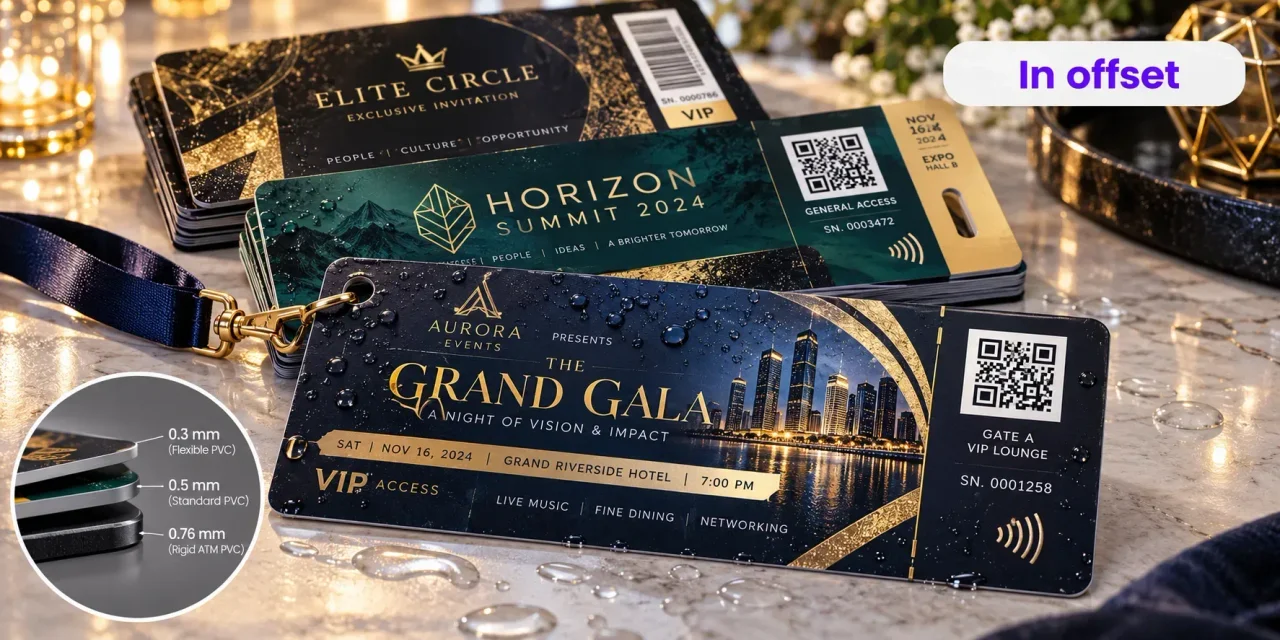 In offset
ELITE CIRCLE
EXCLUSIVE INVITATION
PEOPLE | "CULTURE" | "OPPORTUNITY
SN. 0000786
VIP
HORIZON
SUMMIT 2024
PEOPLE | IDEAS | A BRIGHTER TOMORROW
GENERAL ACCESS
SN. 0003472
NOV
2024
EXPO
HALL B
AURORA
EVENTS
PRESENTS
THE
GRAND GALA
A NIGHT OF VISION & IMPACT
SAT | NOV 16, 2024 | GRAND RIVERSIDE HOTEL | 7:00 PM
VIP ACCESS
LIVE MUSIC | FINE DINING | NETWORKING
GATE A
VIP LOUNGE
SN. 0001258
0.3 mm
(Flexible PVC)
0.5 mm
(Standard PVC)
0.76 mm
(Rigid ATM PVC)